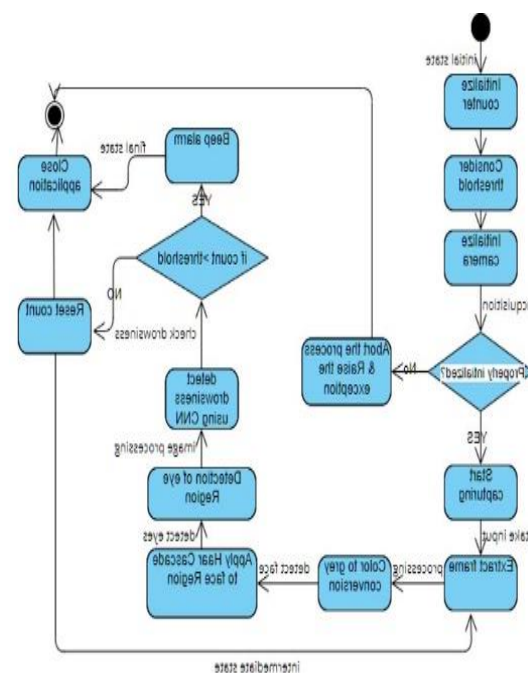 initial state
Initialize
counter
Consider
threshold
Initialize
camera
acquisition
Properly intialized?
No
Abort the process
& Raise the
exception
YES
Start
capturing
take input
Extract frame
processing
Color to grey
conversion
detect face
Apply Haar Cascade
to face Region
detect eyes
Detection of eye
Region
image processing
detect
drowsiness
using CNN
check drowsiness
if count>threshold
YES
Beep alarm
final state
Close
application
NO
Reset count
intermediate state